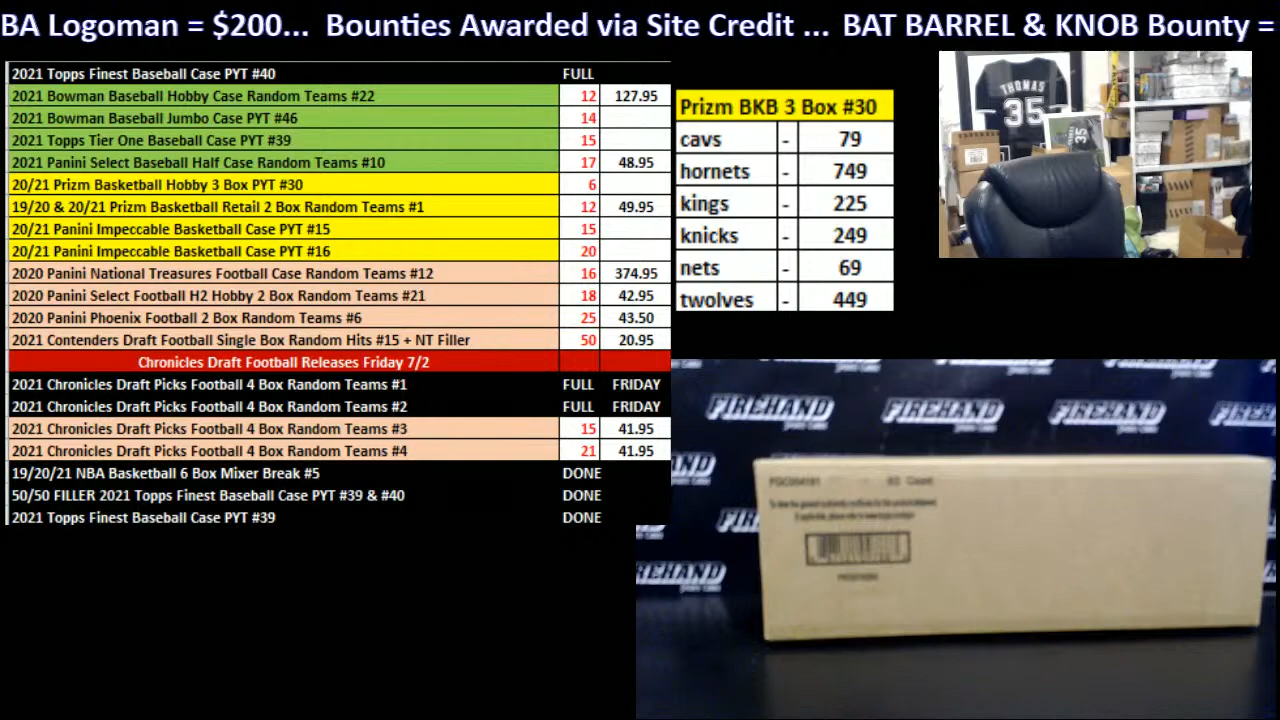 BA Logoman = $200... Bounties Awarded via Site Credit ... BAT BARREL & KNOB Bounty =
2021 Topps Finest Baseball Case PYT #40 FULL
2021 Bowman Baseball Hobby Case Random Teams #22 12 127.95
2021 Bowman Baseball Jumbo Case PYT #46 14
2021 Topps Tier One Baseball Case PYT #39 15
2021 Panini Select Baseball Half Case Random Teams #10 17 48.95
20/21 Prizm Basketball Hobby 3 Box PYT #30 6
19/20 & 20/21 Prizm Basketball Retail 2 Box Random Teams #1 12 49.95
20/21 Panini Impeccable Basketball Case PYT #15 15
20/21 Panini Impeccable Basketball Case PYT #16 20
2020 Panini National Treasures Football Case Random Teams #12 16 374.95
2020 Panini Select Football H2 Hobby 2 Box Random Teams #21 18 42.95
2020 Panini Phoenix Football 2 Box Random Teams #6 25 43.50
2021 Contenders Draft Football Single Box Random Hits #15 + NT Filler 50 20.95
Chronicles Draft Football Releases Friday 7/2
2021 Chronicles Draft Picks Football 4 Box Random Teams #1 FULL FRIDAY
2021 Chronicles Draft Picks Football 4 Box Random Teams #2 FULL FRIDAY
2021 Chronicles Draft Picks Football 4 Box Random Teams #3 15 41.95
2021 Chronicles Draft Picks Football 4 Box Random Teams #4 21 41.95
19/20/21 NBA Basketball 6 Box Mixer Break #5 DONE
50/50 FILLER 2021 Topps Finest Baseball Case PYT #39 & #40 DONE
2021 Topps Finest Baseball Case PYT #39 DONE
Prizm BKB 3 Box #30
cavs - 79
hornets - 749
kings - 225
knicks - 249
nets - 69
twolves - 449
THOMAS
35
35
FIREHAND
FIREHAND
FIREHAND
FIREHAND
Count